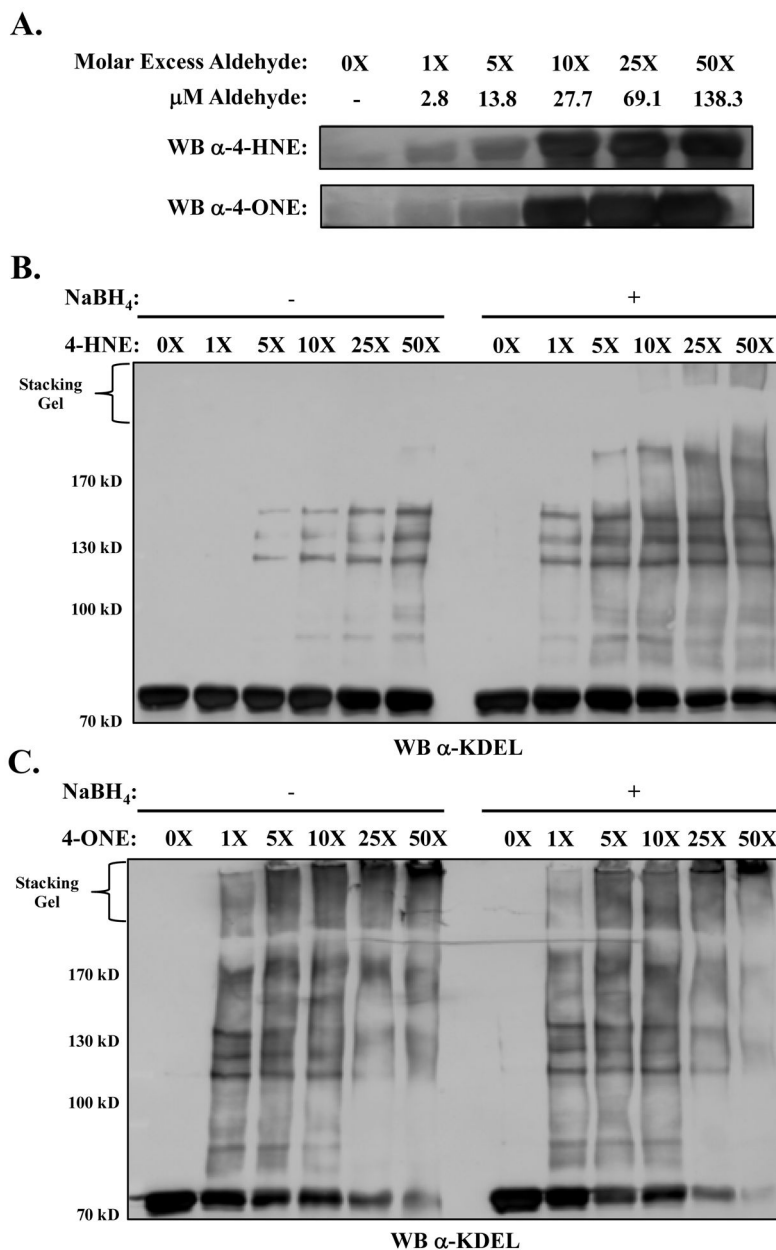 A.
Molar Excess Aldehyde: 0X 1X 5X 10X 25X 50X
μM Aldehyde: - 2.8 13.8 27.7 69.1 138.3
WB α-4-HNE:
WB α-4-ONE:
B.
NaBH₄: - +
4-HNE: 0X 1X 5X 10X 25X 50X 0X 1X 5X 10X 25X 50X
Stacking
Gel
170 kD
130 kD
100 kD
70 kD
WB α-KDEL
C.
NaBH₄: - +
4-ONE: 0X 1X 5X 10X 25X 50X 0X 1X 5X 10X 25X 50X
Stacking
Gel
170 kD
130 kD
100 kD
70 kD
WB α-KDEL